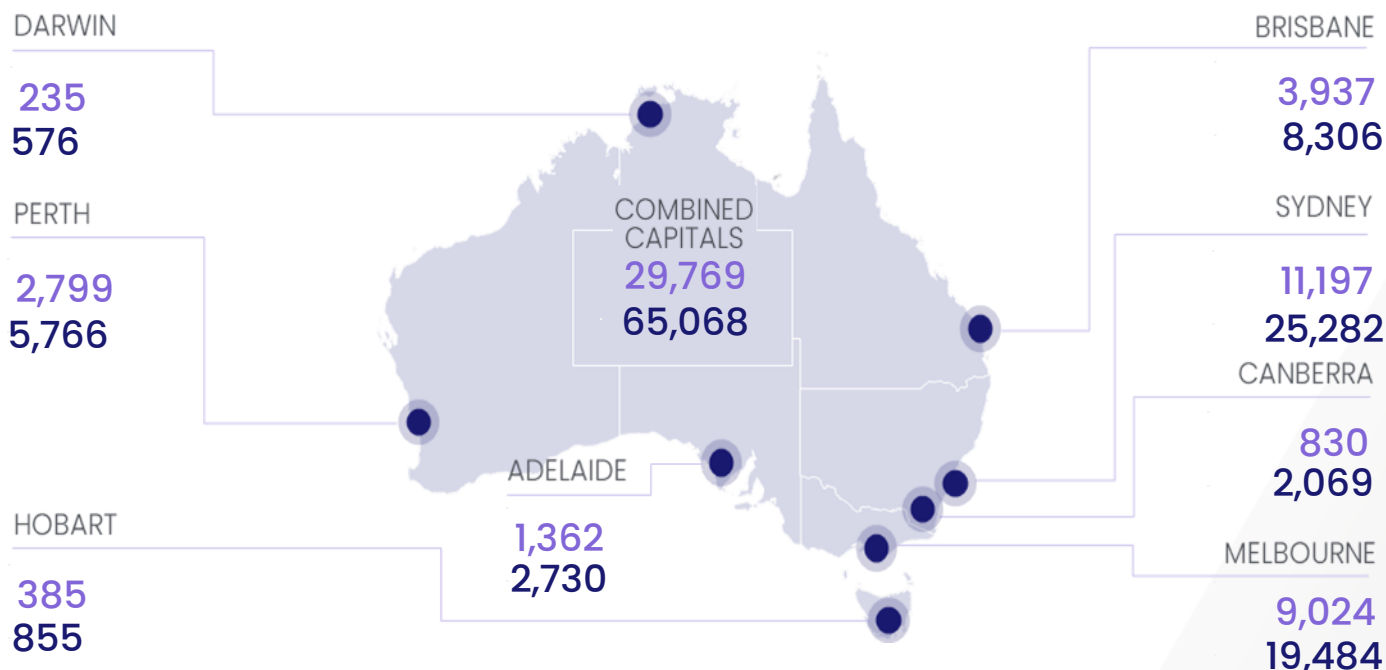 DARWIN
235
576
PERTH
2,799
5,766
HOBART
385
855
COMBINED
CAPITALS
29,769
65,068
ADELAIDE
1,362
2,730
BRISBANE
3,937
8,306
SYDNEY
11,197
25,282
CANBERRA
830
2,069
MELBOURNE
9,024
19,484